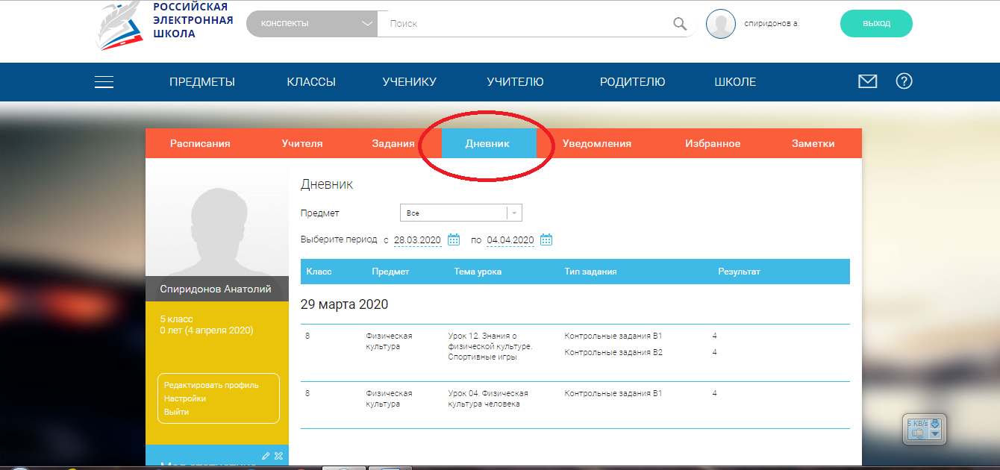 РОССИЙСКАЯ
ЭЛЕКТРОННАЯ
ШКОЛА
конспекты
Поиск
спиридонов а.
ВЫХОД
ПРЕДМЕТЫ КЛАССЫ УЧЕНИКУ УЧИТЕЛЮ РОДИТЕЛЮ ШКОЛЕ
Расписания Учителя Задания Дневник Уведомления Избранное Заметки
Дневник
Предмет Все
Выберите период с 28.03.2020 по 04.04.2020
Класс Предмет Тема урока Тип задания Результат
29 марта 2020
8 Физическая культура Урок 12. Знания о физической культуре. Спортивные игры Контрольные задания В1 4
Контрольные задания В2 4
8 Физическая культура Урок 04. Физическая культура человека Контрольные задания В1 4
Спиридонов Анатолий
5 класс
0 лет (4 апреля 2020)
Редактировать профиль
Настройки
Выйти
5 KB/s